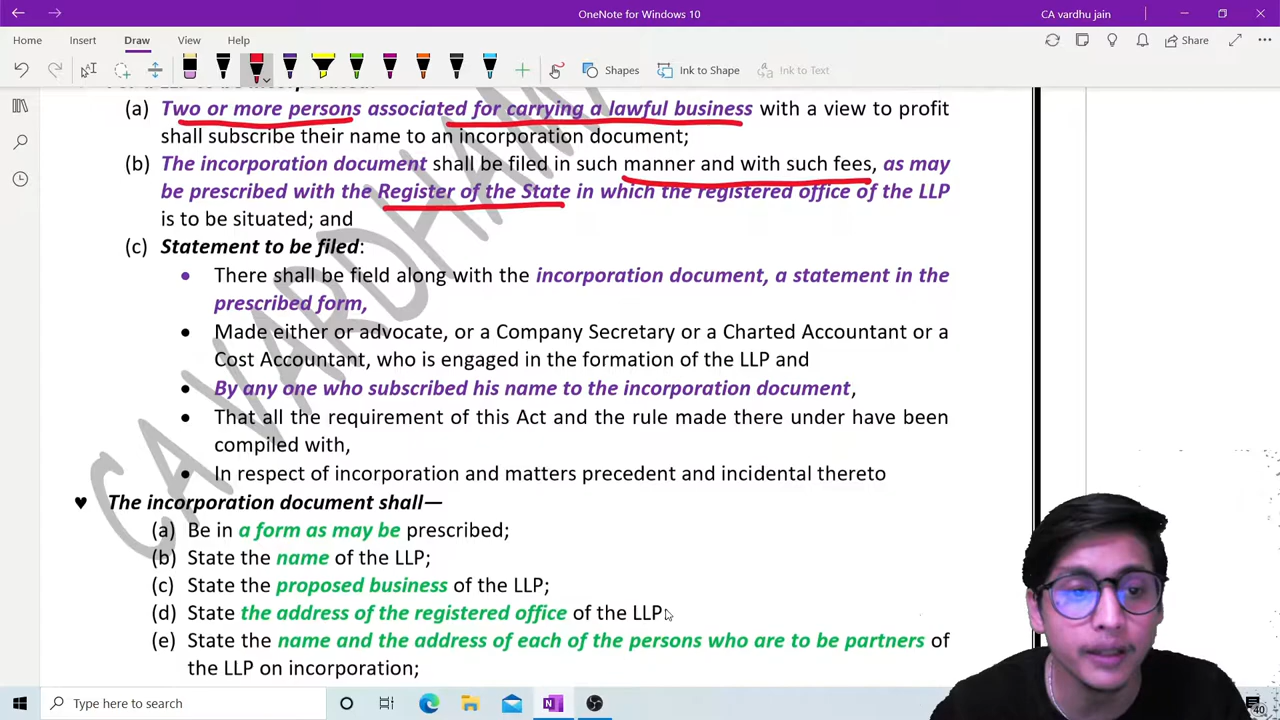 OneNote for Windows 10
CA vardhu jain
Home Insert Draw View Help
Share
Shapes Ink to Shape Ink to Text
(a) Two or more persons associated for carrying a lawful business with a view to profit
shall subscribe their name to an incorporation document;
(b) The incorporation document shall be filed in such manner and with such fees, as may
be prescribed with the Register of the State in which the registered office of the LLP
is to be situated; and
(c) Statement to be filed:
• There shall be field along with the incorporation document, a statement in the
prescribed form,
• Made either or advocate, or a Company Secretary or a Charted Accountant or a
Cost Accountant, who is engaged in the formation of the LLP and
• By any one who subscribed his name to the incorporation document,
• That all the requirement of this Act and the rule made there under have been
compiled with,
• In respect of incorporation and matters precedent and incidental thereto
♥ The incorporation document shall—
(a) Be in a form as may be prescribed;
(b) State the name of the LLP;
(c) State the proposed business of the LLP;
(d) State the address of the registered office of the LLP
(e) State the name and the address of each of the persons who are to be partners of
the LLP on incorporation;
CA VARDHAM
Type here to search
40